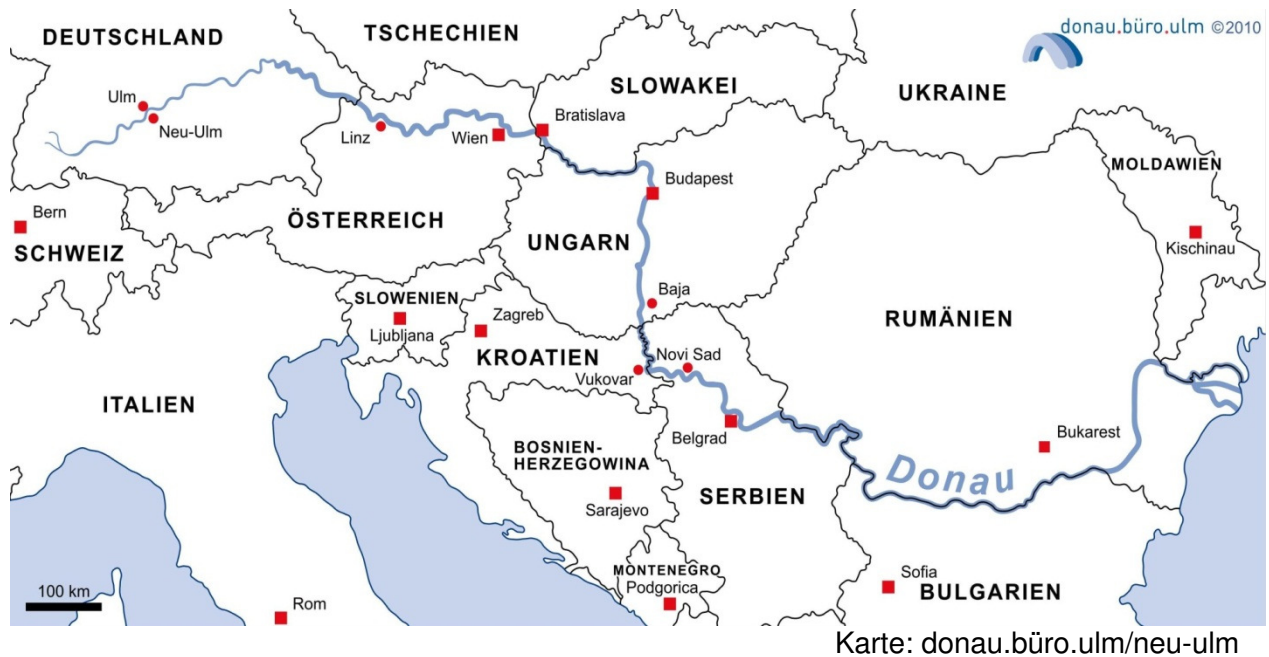 donau.büro.ulm ©2010
DEUTSCHLAND
TSCHECHIEN
SLOWAKEI
UKRAINE
Ulm
Neu-Ulm
Linz
Wien
Bratislava
MOLDAWIEN
Budapest
Bern
ÖSTERREICH
UNGARN
SCHWEIZ
Kischinau
Baja
SLOWENIEN
Ljubljana
Zagreb
RUMÄNIEN
KROATIEN
Novi Sad
Vukovar
ITALIEN
Belgrad
Bukarest
BOSNIEN-
HERZEGOWINA
Donau
SERBIEN
Sarajevo
MONTENEGRO
Podgorica
Sofia
BULGARIEN
100 km
Rom
Karte: donau.büro.ulm/neu-ulm